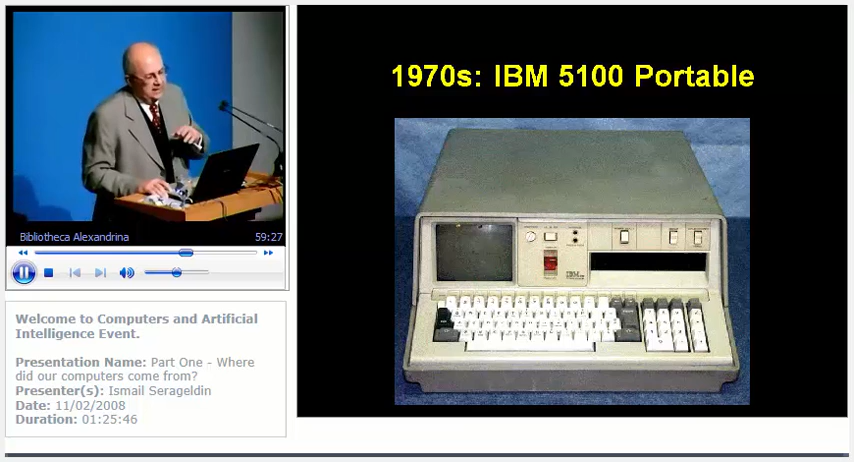 1970s: IBM 5100 Portable
IBM
Bibliotheca Alexandrina 59:27
Welcome to Computers and Artificial
Intelligence Event.
Presentation Name: Part One - Where
did our computers come from?
Presenter(s): Ismail Serageldin
Date: 11/02/2008
Duration: 01:25:46